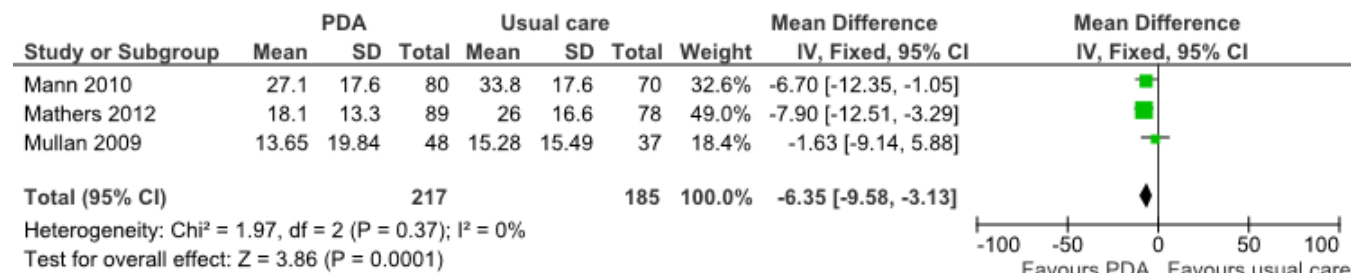 PDA Usual care Mean Difference Mean Difference
Study or Subgroup Mean SD Total Mean SD Total Weight IV, Fixed, 95% CI IV, Fixed, 95% CI
Mann 2010 27.1 17.6 80 33.8 17.6 70 32.6% -6.70 [-12.35, -1.05]
Mathers 2012 18.1 13.3 89 26 16.6 78 49.0% -7.90 [-12.51, -3.29]
Mullan 2009 13.65 19.84 48 15.28 15.49 37 18.4% -1.63 [-9.14, 5.88]
Total (95% CI) 217 185 100.0% -6.35 [-9.58, -3.13]
Heterogeneity: Chi² = 1.97, df = 2 (P = 0.37); I² = 0%
Test for overall effect: Z = 3.86 (P = 0.0001)
-100 -50 0 50 100
Favours PDA Favours usual care